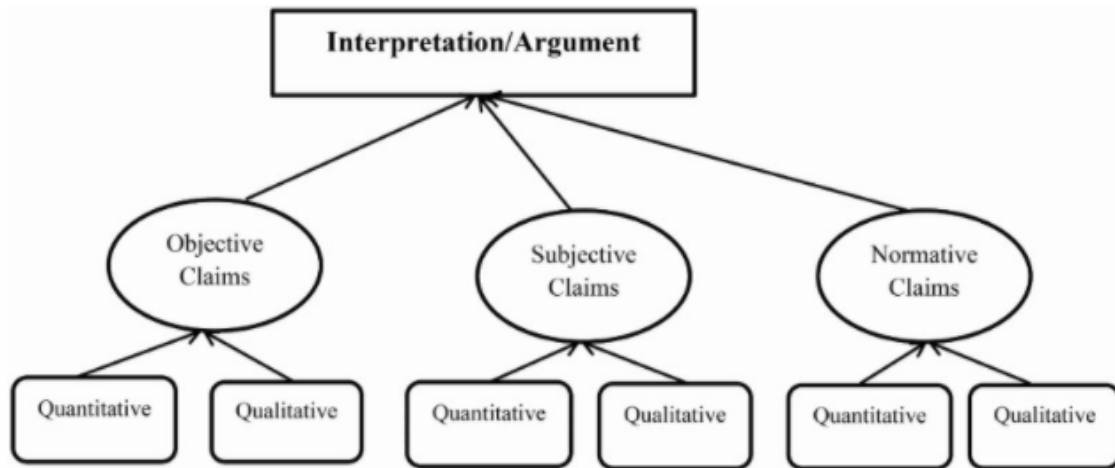 Interpretation/Argument
Objective
Claims
Subjective
Claims
Normative
Claims
Quantitative
Qualitative
Quantitative
Qualitative
Quantitative
Qualitative